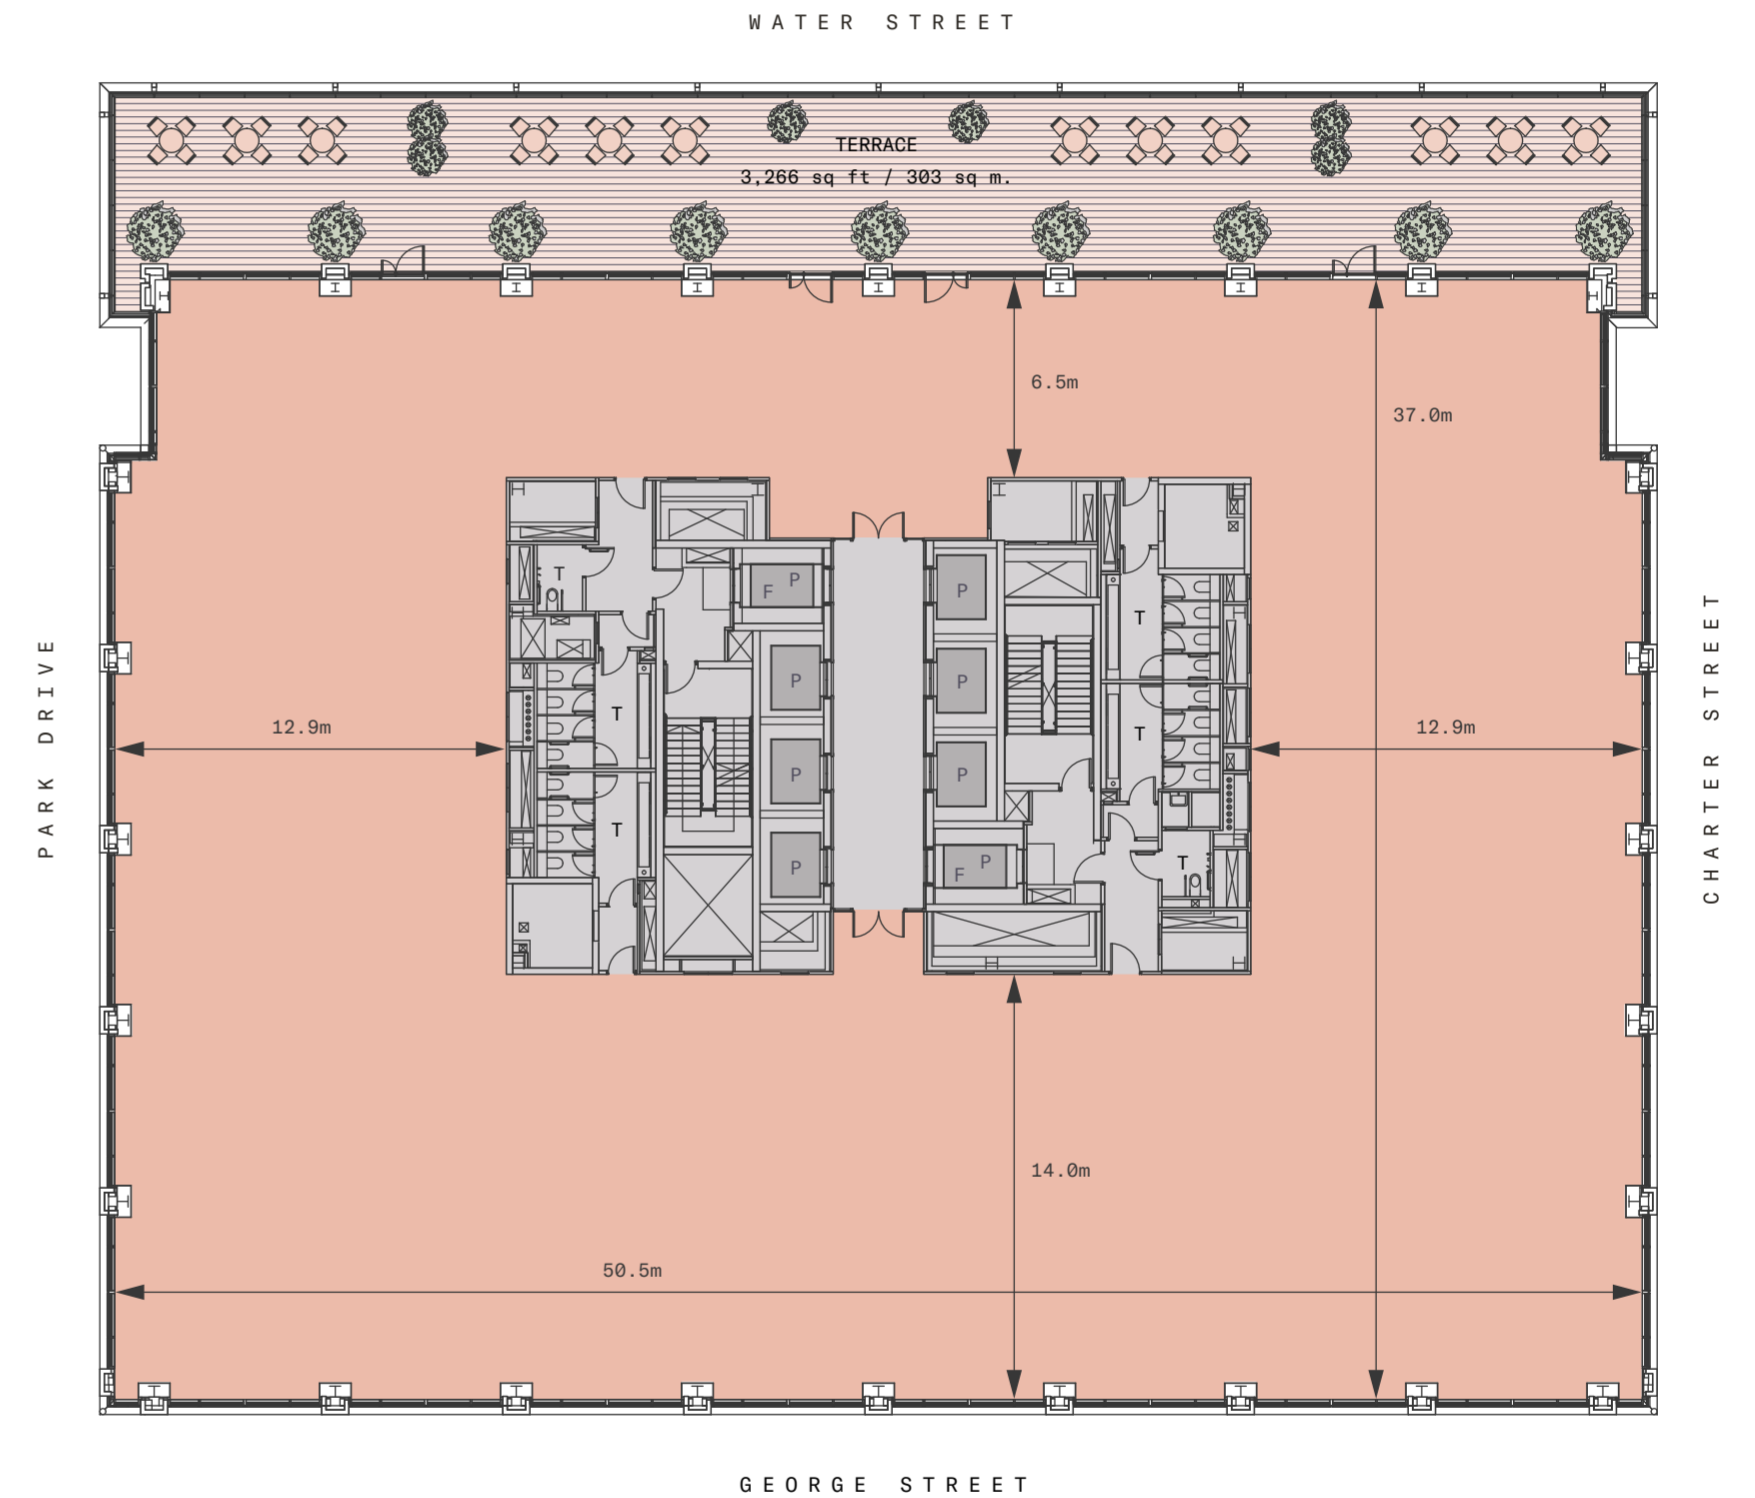 WATER STREET
TERRACE
3,266 sq ft / 303 sq m.
6.5m
37.0m
PARK DRIVE
CHARTER STREET
T
F P
P
T
P
P
T
12.9m
T
P
P
T
12.9m
T
P
P
F P
T
14.0m
50.5m
GEORGE STREET